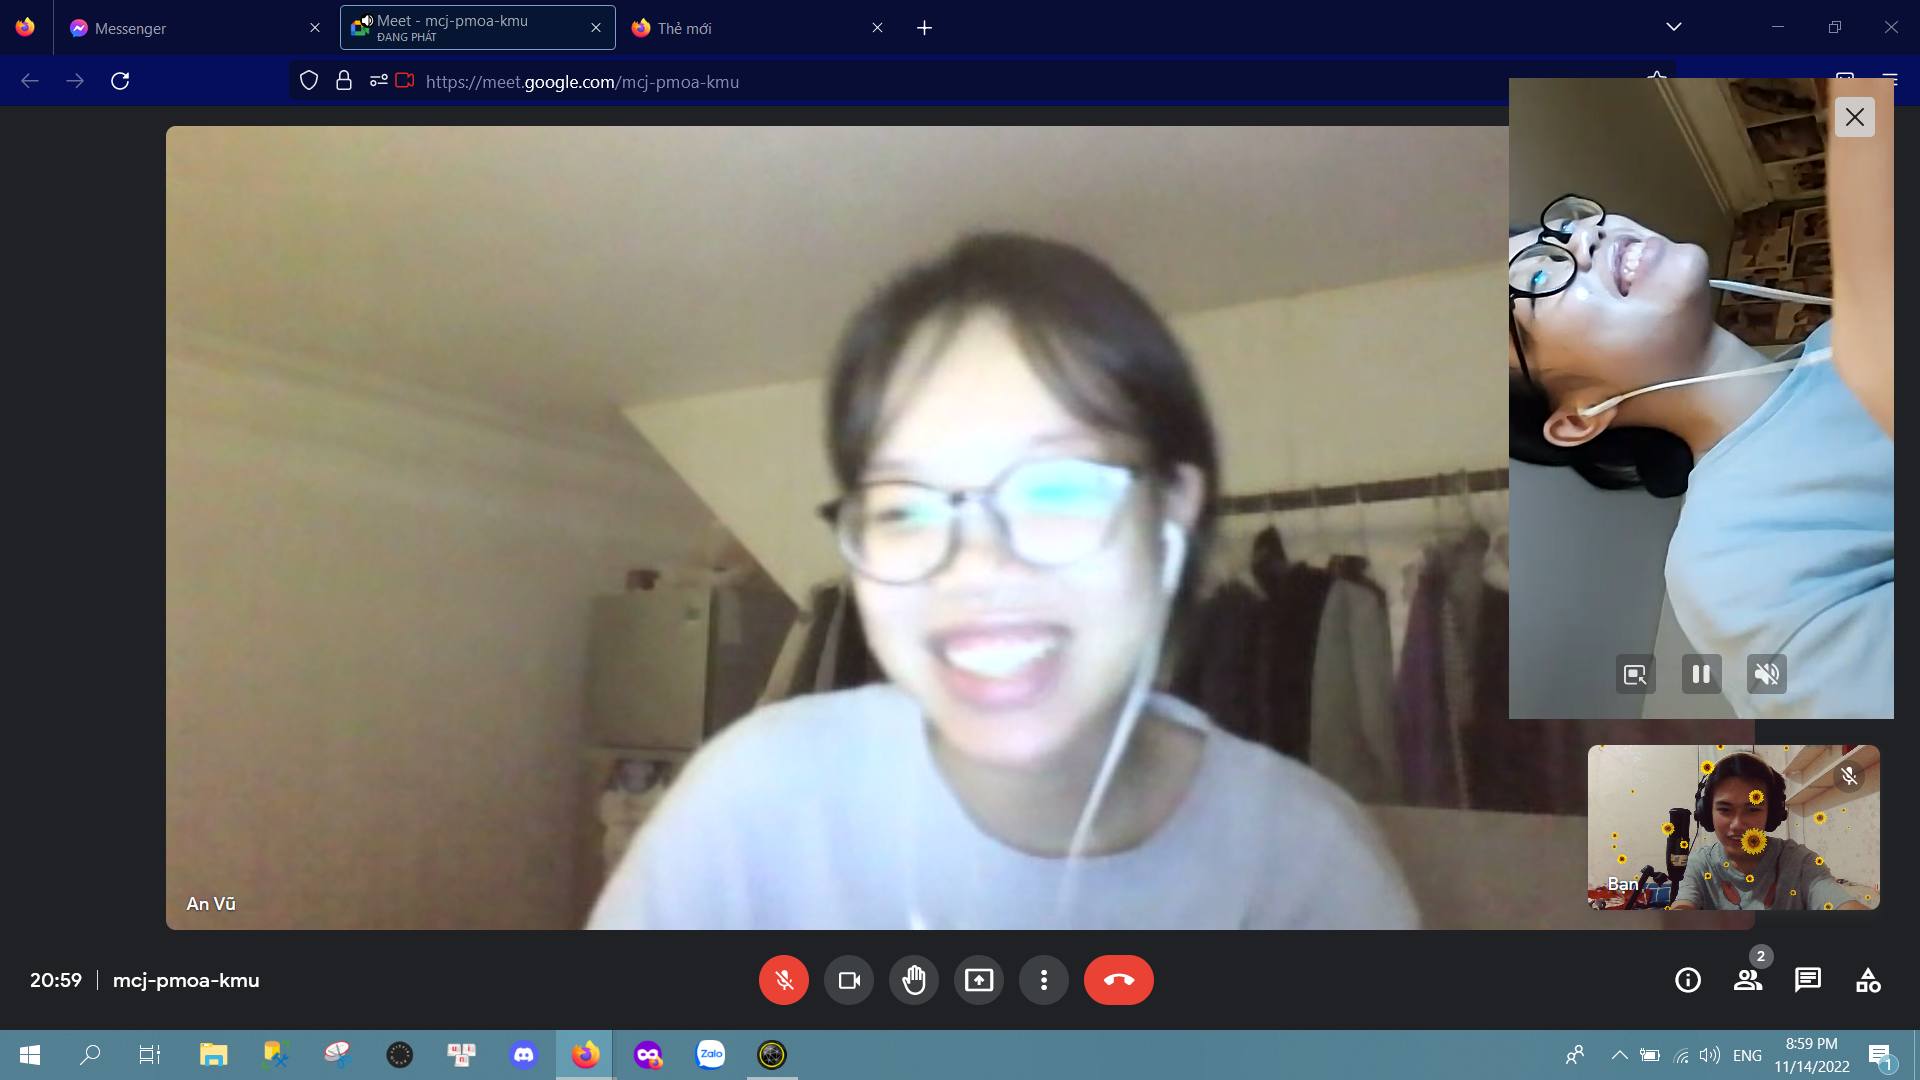 Messenger
Meet - mcj-pmoa-kmu
ĐANG PHÁT
Thẻ mới
https://meet.google.com/mcj-pmoa-kmu
An Vũ
Bạn
20:59 | mcj-pmoa-kmu
2
Zalo
ENG
8:59 PM
11/14/2022
1